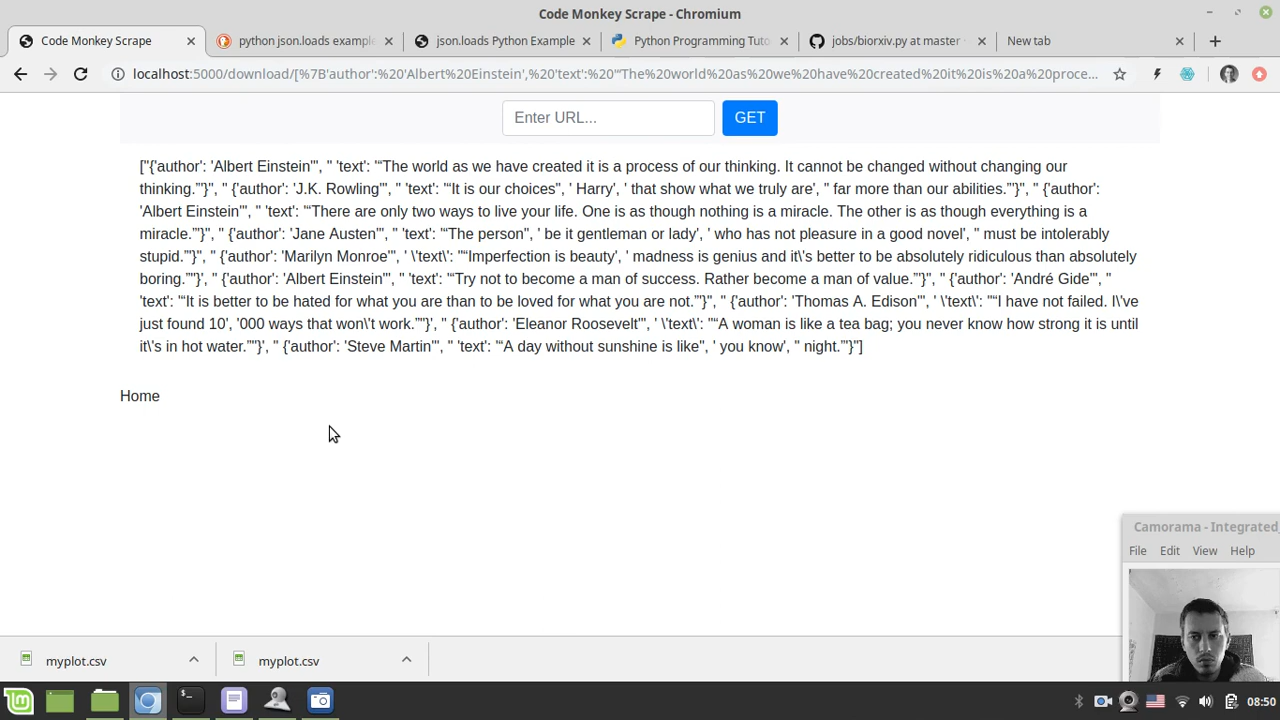 Code Monkey Scrape - Chromium
Code Monkey Scrape
python json.loads example
json.loads Python Example
Python Programming Tuto
jobs/biorxiv.py at master
New tab
localhost:5000/download/[%7B'author':%20'Albert%20Einstein',%20'text':%20'“The%20world%20as%20we%20have%20created%20it%20is%20a%20proce...
Enter URL...
GET
["{'author': 'Albert Einstein'", " 'text': '“The world as we have created it is a process of our thinking. It cannot be changed without changing our
thinking.”'}", " {'author': 'J.K. Rowling'", " 'text': '“It is our choices", ' Harry', ' that show what we truly are', " far more than our abilities.”'}", " {'author':
'Albert Einstein'", " 'text': '“There are only two ways to live your life. One is as though nothing is a miracle. The other is as though everything is a
miracle.”'}", " {'author': 'Jane Austen'", " 'text': '“The person", ' be it gentleman or lady', ' who has not pleasure in a good novel', " must be intolerably
stupid.”'}", " {'author': 'Marilyn Monroe'", ' \'text\': "“Imperfection is beauty', ' madness is genius and it\'s better to be absolutely ridiculous than absolutely
boring.”"}', " {'author': 'Albert Einstein'", " 'text': '“Try not to become a man of success. Rather become a man of value.”'}", " {'author': 'André Gide'", "
'text': '“It is better to be hated for what you are than to be loved for what you are not.”'}", " {'author': 'Thomas A. Edison'", ' \'text\': "“I have not failed. I\'ve
just found 10', '000 ways that won\'t work.”"}', " {'author': 'Eleanor Roosevelt'", ' \'text\': "“A woman is like a tea bag; you never know how strong it is until
it\'s in hot water.”"}', " {'author': 'Steve Martin'", " 'text': '“A day without sunshine is like", ' you know', " night.”'}"]
Home
Camorama - Integrated_
File Edit View Help
myplot.csv
myplot.csv
08:50